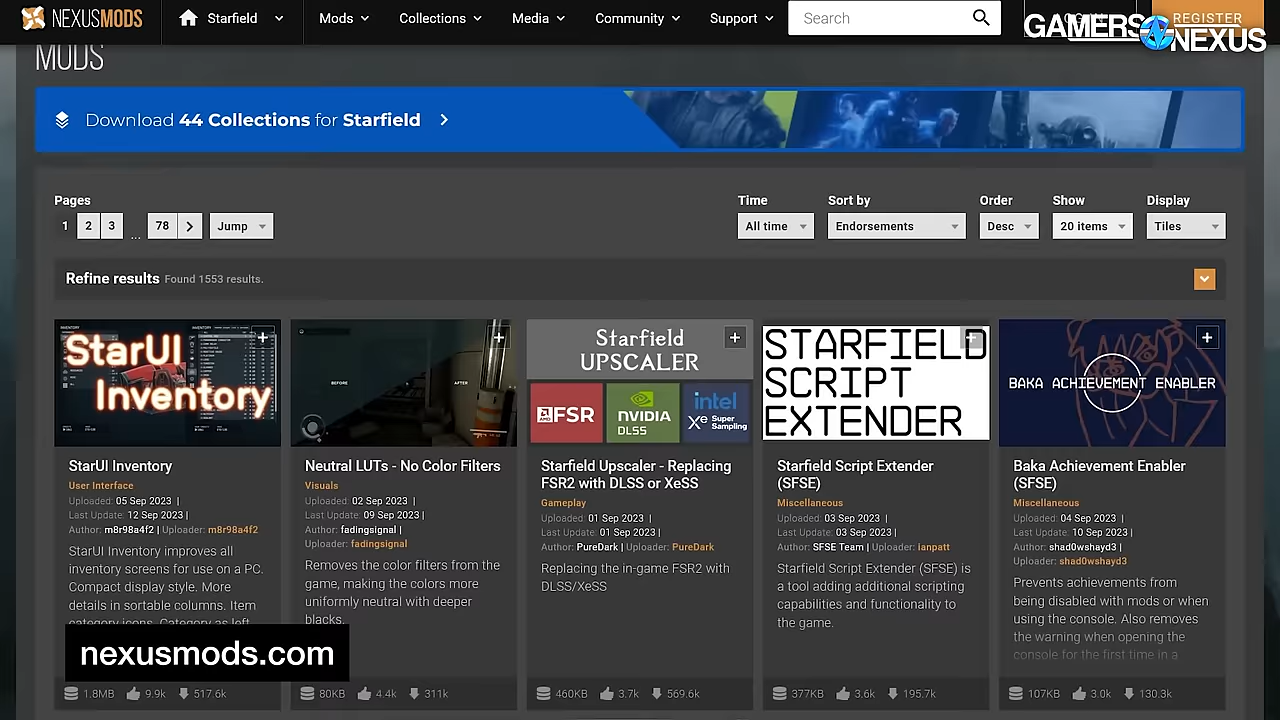 NEXUSMODS
Starfield
Mods
Collections
Media
Community
Support
Search
REGISTER
GAMERS NEXUS
MODS
Download 44 Collections for Starfield
Pages
1 2 3 ... 78
Jump
Time
All time
Sort by
Endorsements
Order
Desc
Show
20 items
Display
Tiles
Refine results Found 1553 results.
StarUI
Inventory
StarUI Inventory
User Interface
Uploaded: 05 Sep 2023 |
Last Update: 12 Sep 2023 |
Author: m8r98a4f2 | Uploader: m8r98a4f2
StarUI Inventory improves all
inventory screens for use on a PC.
Compact display style. More
details in sortable columns. Item
category icons. Category as left
1.8MB 9.9k 517.6k
BEFORE
AFTER
Neutral LUTs - No Color Filters
Visuals
Uploaded: 02 Sep 2023 |
Last Update: 09 Sep 2023 |
Author: fadingsignal |
Uploader: fadingsignal
Removes the color filters from the
game, making the colors more
uniformly neutral with deeper
blacks.
80KB 4.4k 311k
Starfield
UPSCALER
AMD FSR
NVIDIA
DLSS
intel
Xe Super
Sampling
Starfield Upscaler - Replacing
FSR2 with DLSS or XeSS
Gameplay
Uploaded: 01 Sep 2023 |
Last Update: 01 Sep 2023 |
Author: PureDark | Uploader: PureDark
Replacing the in-game FSR2 with
DLSS/XeSS
460KB 3.7k 569.6k
STARFIELD
SCRIPT
EXTENDER
Starfield Script Extender
(SFSE)
Miscellaneous
Uploaded: 03 Sep 2023 |
Last Update: 03 Sep 2023 |
Author: SFSE Team | Uploader: ianpatt
Starfield Script Extender (SFSE) is
a tool adding additional scripting
capabilities and functionality to
the game.
377KB 3.6k 195.7k
BAKA ACHIEVEMENT ENABLER
Baka Achievement Enabler
(SFSE)
Miscellaneous
Uploaded: 04 Sep 2023 |
Last Update: 10 Sep 2023 |
Author: shad0wshayd3 |
Uploader: shad0wshayd3
Prevents achievements from
being disabled with mods or when
using the console. Also removes
the warning when opening the
console for the first time in a
107KB 3.0k 130.3k
nexusmods.com